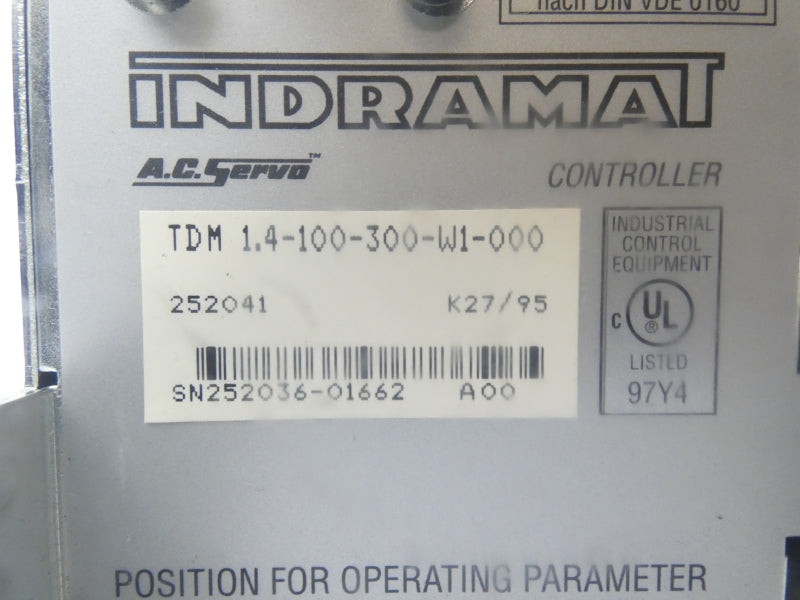 nach DIN VDE 0160
INDRAMAT
A.C. Servo™
CONTROLLER
TDM 1.4-100-300-W1-000
252041 K27/95
SN252036-01662 A00
INDUSTRIAL
CONTROL
EQUIPMENT
C UL ®
LISTED
97Y4
POSITION FOR OPERATING PARAMETER